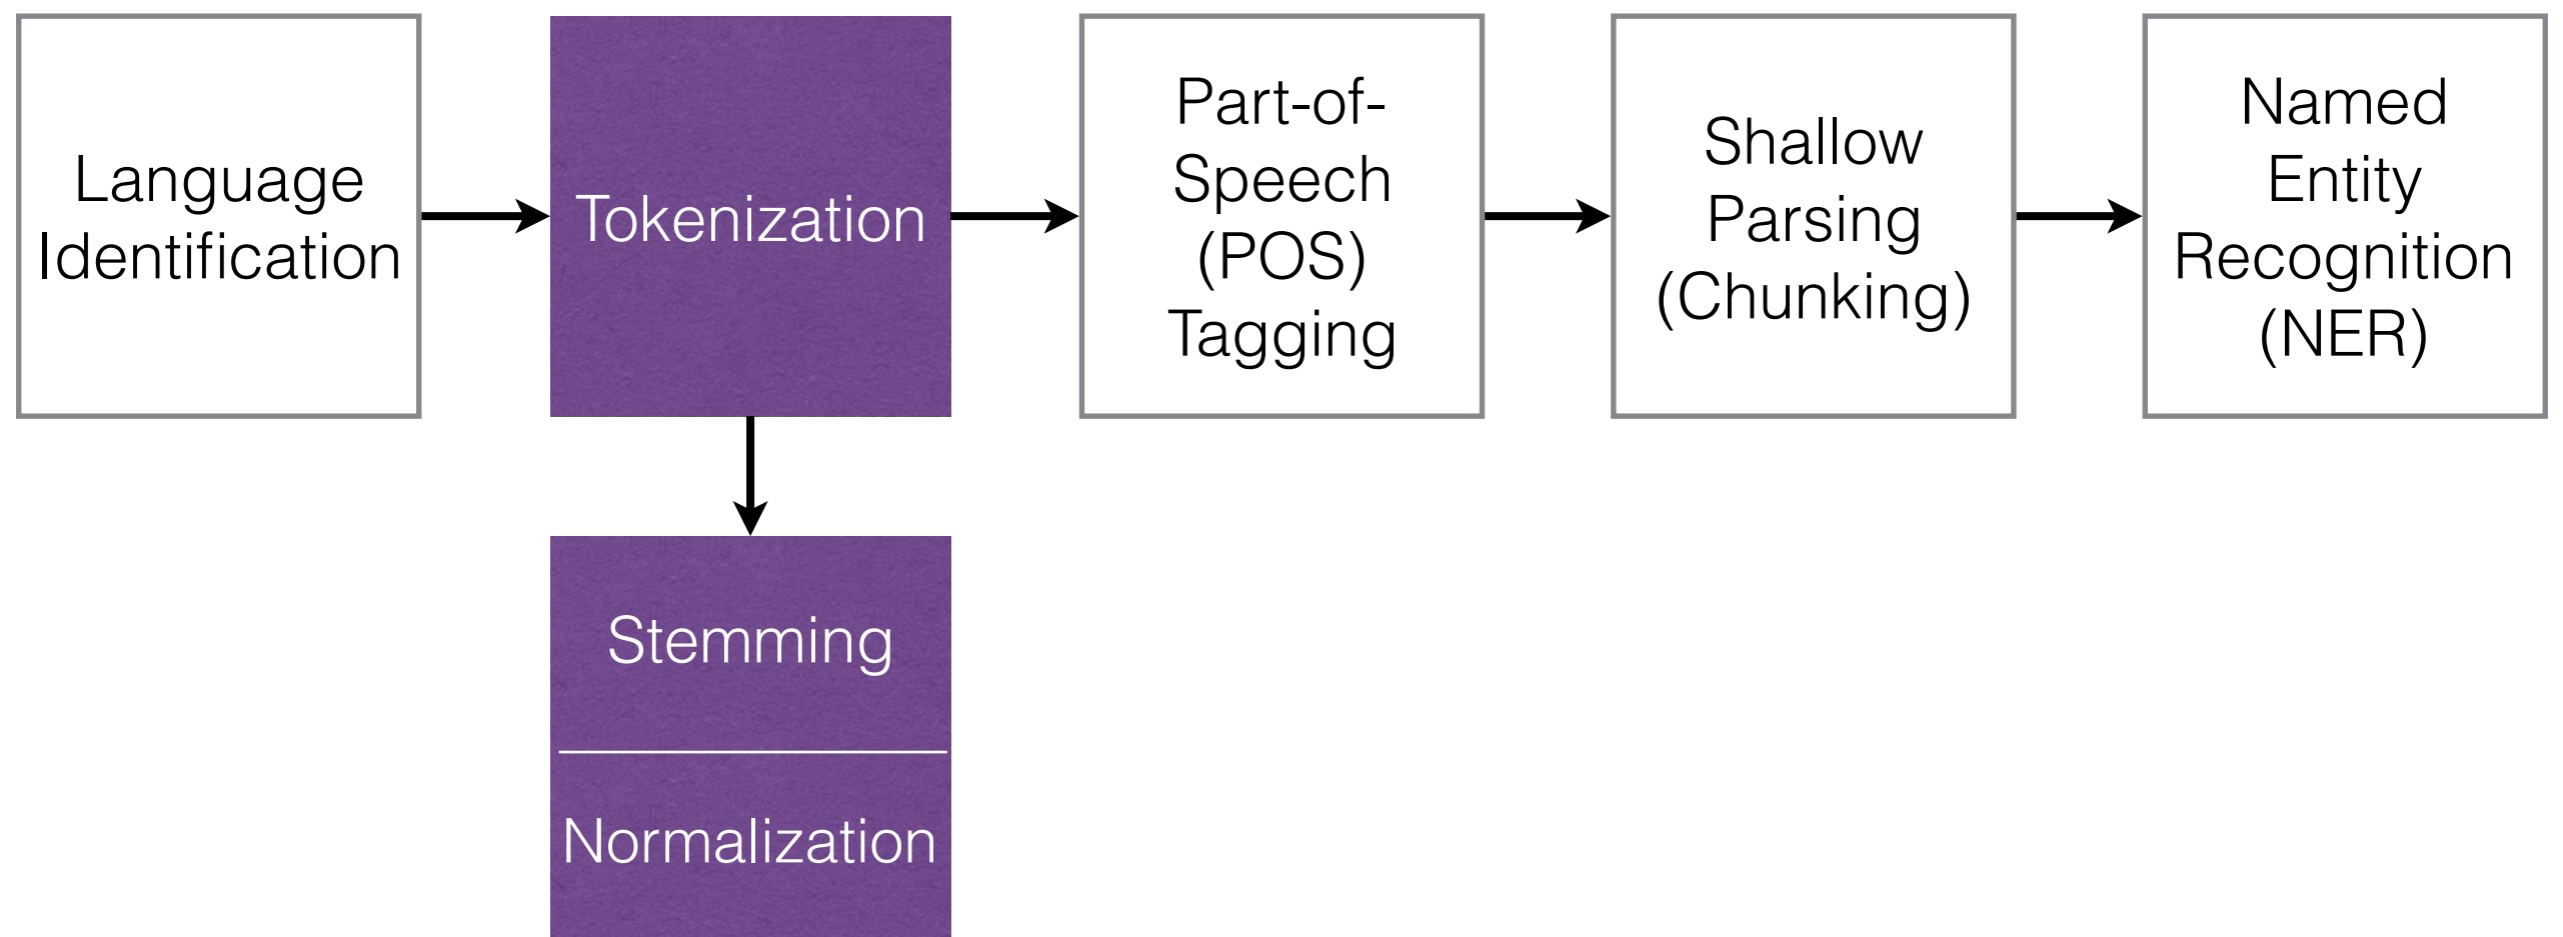 Language
Identification
Tokenization
Part-of-
Speech
(POS)
Tagging
Shallow
Parsing
(Chunking)
Named
Entity
Recognition
(NER)
Stemming
Normalization